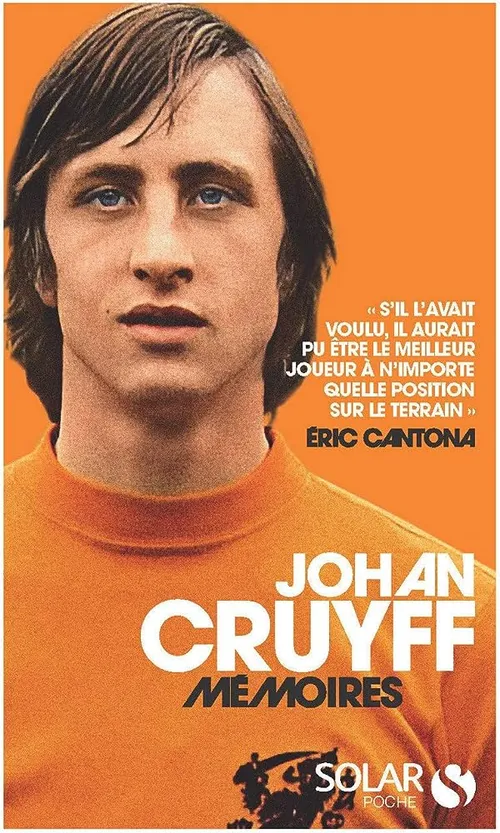 « S'IL L'AVAIT
VOULU, IL AURAIT
PU ÊTRE LE MEILLEUR
JOUEUR À N'IMPORTE
QUELLE POSITION
SUR LE TERRAIN »
ÉRIC CANTONA
JOHAN
CRUYFF
MÉMOIRES
SOLAR S
POCHE